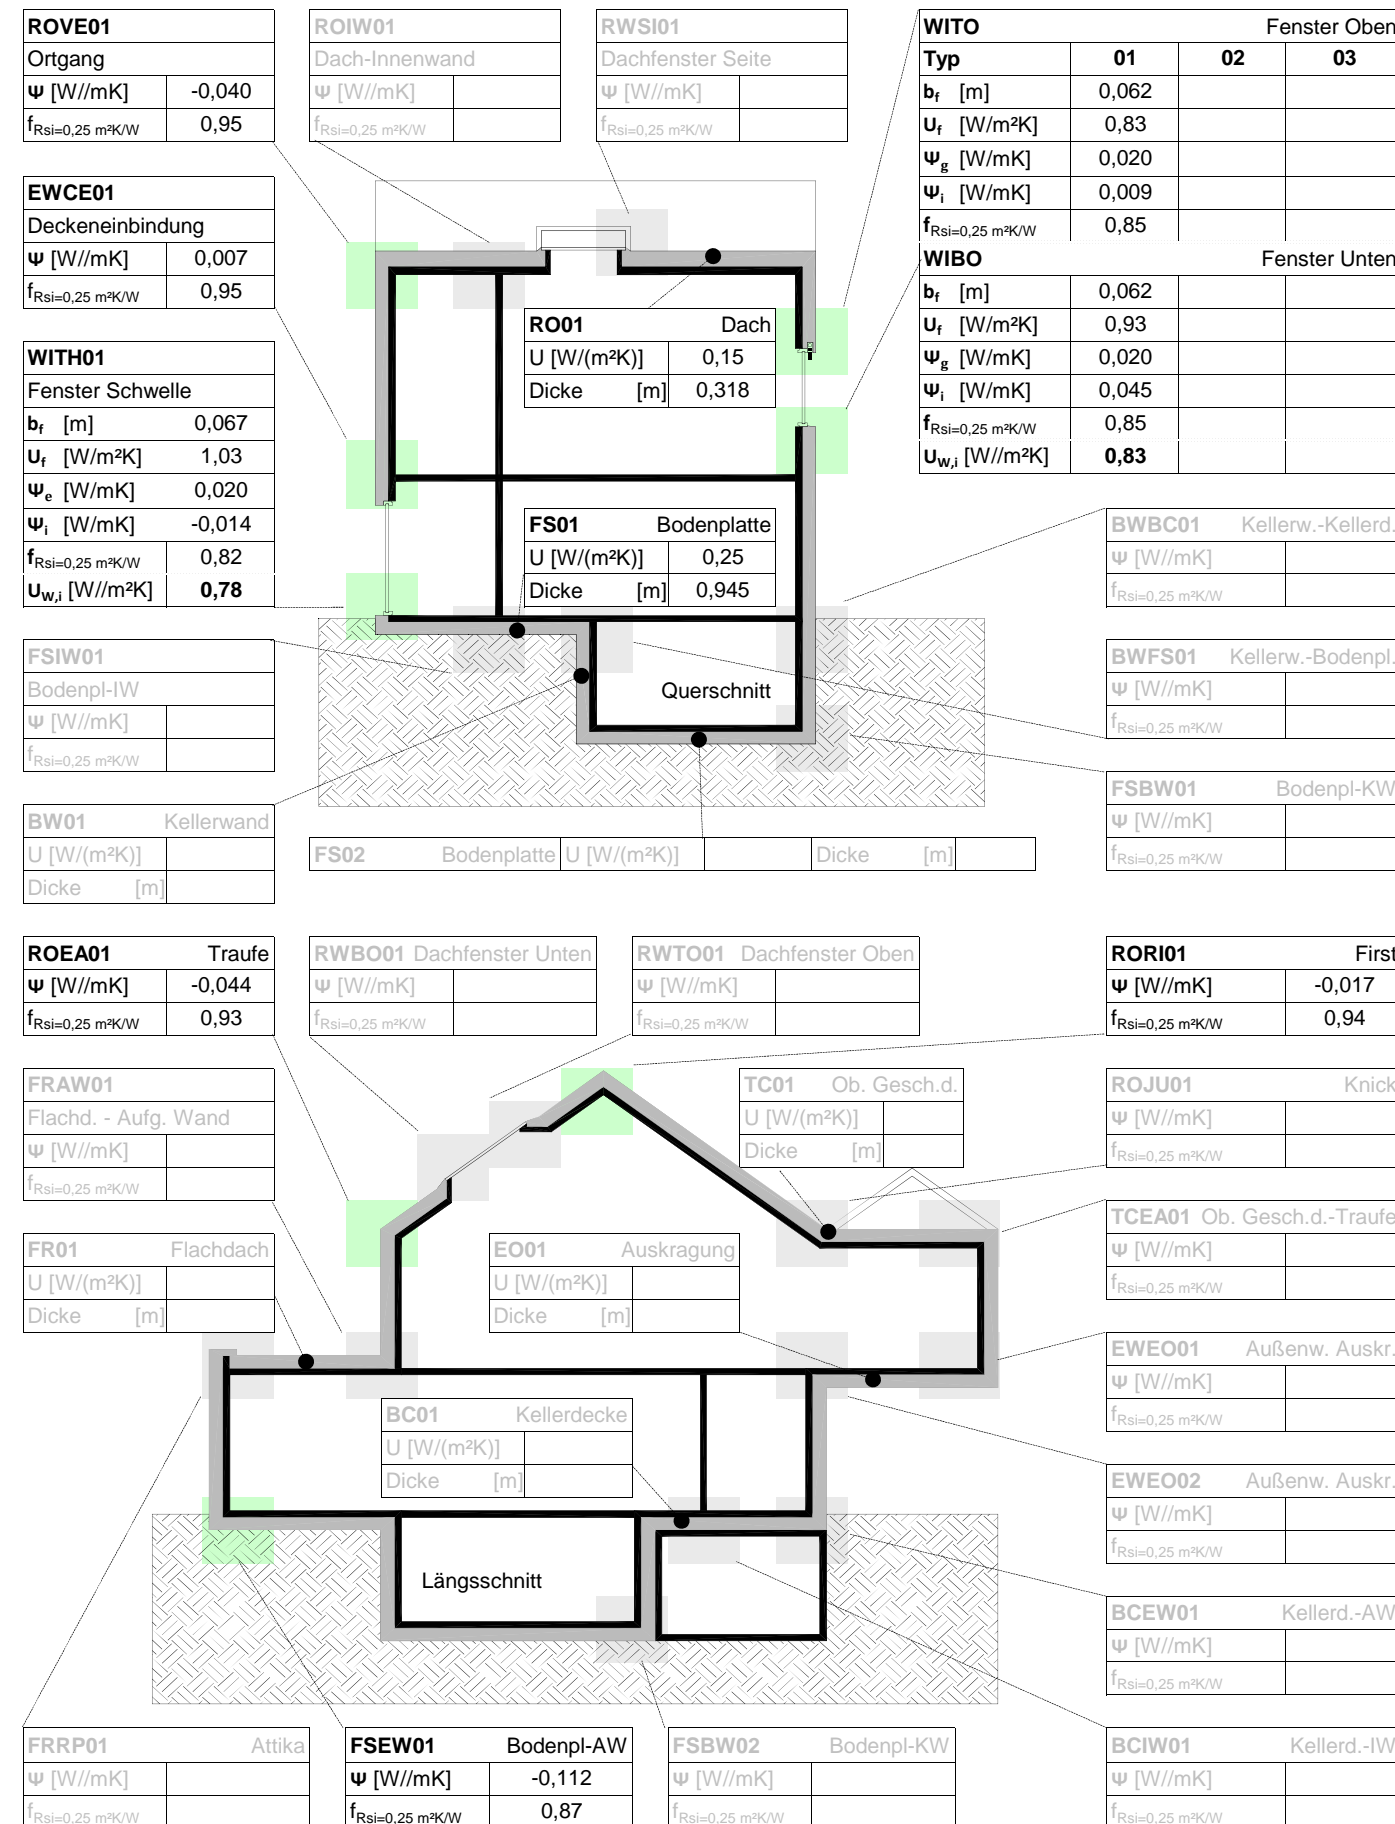 ROVE01
Ortgang
Ψ [W//mK] -0,040
fRsi=0,25 m²K/W 0,95
ROIW01
Dach-Innenwand
Ψ [W//mK]
fRsi=0,25 m²K/W
RWSI01
Dachfenster Seite
Ψ [W//mK]
fRsi=0,25 m²K/W
WITO Fenster Oben
Typ 01 02 03
bf [m] 0,062
Uf [W/m²K] 0,83
Ψg [W/mK] 0,020
Ψi [W/mK] 0,009
fRsi=0,25 m²K/W 0,85
WIBO Fenster Unten
bf [m] 0,062
Uf [W/m²K] 0,93
Ψg [W/mK] 0,020
Ψi [W/mK] 0,045
fRsi=0,25 m²K/W 0,85
UW,i [W//m²K] 0,83
EWCE01
Deckeneinbindung
Ψ [W//mK] 0,007
fRsi=0,25 m²K/W 0,95
WITH01
Fenster Schwelle
bf [m] 0,067
Uf [W/m²K] 1,03
Ψe [W/mK] 0,020
Ψi [W/mK] -0,014
fRsi=0,25 m²K/W 0,82
UW,i [W//m²K] 0,78
RO01 Dach
U [W/(m²K)] 0,15
Dicke [m] 0,318
FS01 Bodenplatte
U [W/(m²K)] 0,25
Dicke [m] 0,945
Querschnitt
BWBC01 Kellerw.-Kellerd.
Ψ [W//mK]
fRsi=0,25 m²K/W
FSIW01
Bodenpl-IW
Ψ [W//mK]
fRsi=0,25 m²K/W
BWFS01 Kellerw.-Bodenpl.
Ψ [W//mK]
fRsi=0,25 m²K/W
FSBW01 Bodenpl-KW
Ψ [W//mK]
fRsi=0,25 m²K/W
BW01 Kellerwand
U [W/(m²K)]
Dicke [m]
FS02 Bodenplatte U [W/(m²K)] Dicke [m]
ROEA01 Traufe
Ψ [W//mK] -0,044
fRsi=0,25 m²K/W 0,93
RWBO01 Dachfenster Unten
Ψ [W//mK]
fRsi=0,25 m²K/W
RWTO01 Dachfenster Oben
Ψ [W//mK]
fRsi=0,25 m²K/W
RORI01 First
Ψ [W//mK] -0,017
fRsi=0,25 m²K/W 0,94
FRAW01
Flachd. - Aufg. Wand
Ψ [W//mK]
fRsi=0,25 m²K/W
TC01 Ob. Gesch.d.
U [W/(m²K)]
Dicke [m]
ROJU01 Knick
Ψ [W//mK]
fRsi=0,25 m²K/W
TCEA01 Ob. Gesch.d.-Traufe
Ψ [W//mK]
fRsi=0,25 m²K/W
FR01 Flachdach
U [W/(m²K)]
Dicke [m]
EO01 Auskragung
U [W/(m²K)]
Dicke [m]
EWEO01 Außenw. Auskr.
Ψ [W//mK]
fRsi=0,25 m²K/W
BC01 Kellerdecke
U [W/(m²K)]
Dicke [m]
EWEO02 Außenw. Auskr.
Ψ [W//mK]
fRsi=0,25 m²K/W
Längsschnitt
BCEW01 Kellerd.-AW
Ψ [W//mK]
fRsi=0,25 m²K/W
FRRP01 Attika
Ψ [W//mK]
fRsi=0,25 m²K/W
FSEW01 Bodenpl-AW
Ψ [W//mK] -0,112
fRsi=0,25 m²K/W 0,87
FSBW02 Bodenpl-KW
Ψ [W//mK]
fRsi=0,25 m²K/W
BCIW01 Kellerd.-IW
Ψ [W//mK]
fRsi=0,25 m²K/W